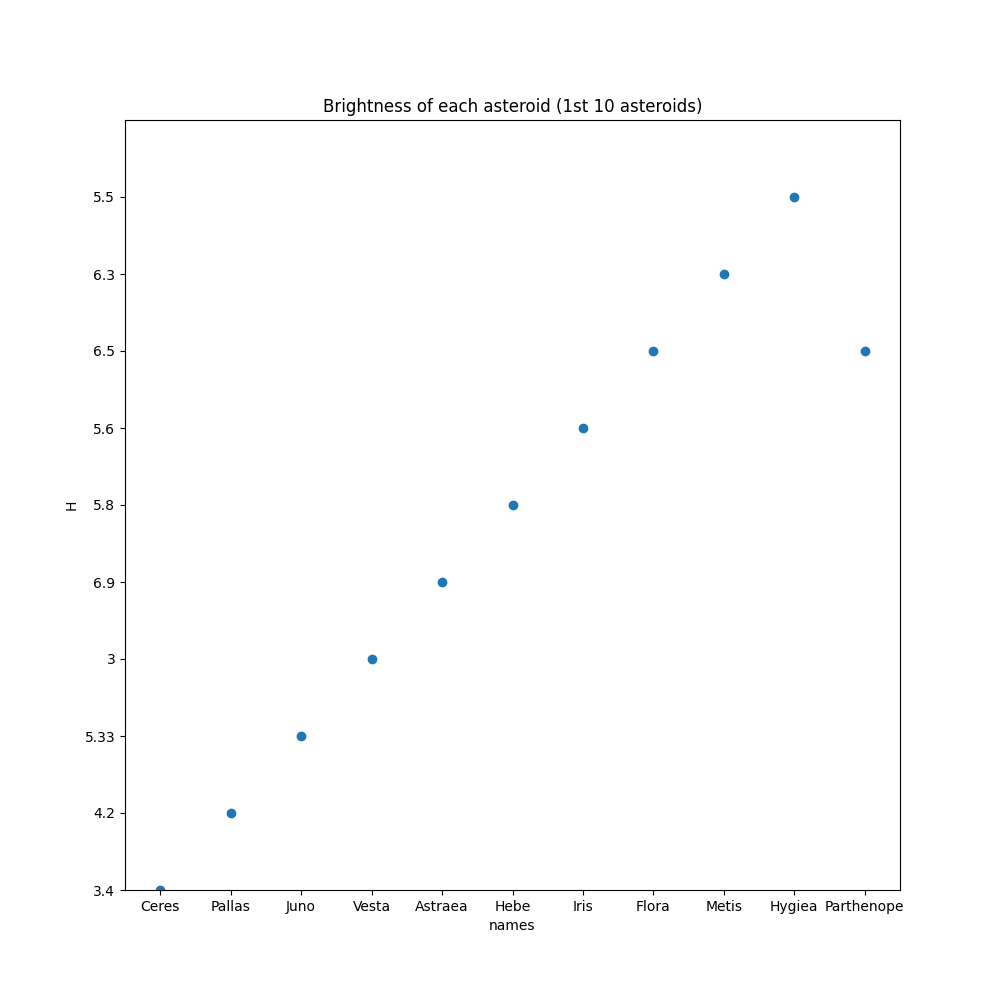 Brightness of each asteroid (1st 10 asteroids)
5.5
6.3
6.5
5.6
5.8
H
6.9
3
5.33
4.2
3.4
Ceres Pallas Juno Vesta Astraea Hebe Iris Flora Metis Hygiea Parthenope
names